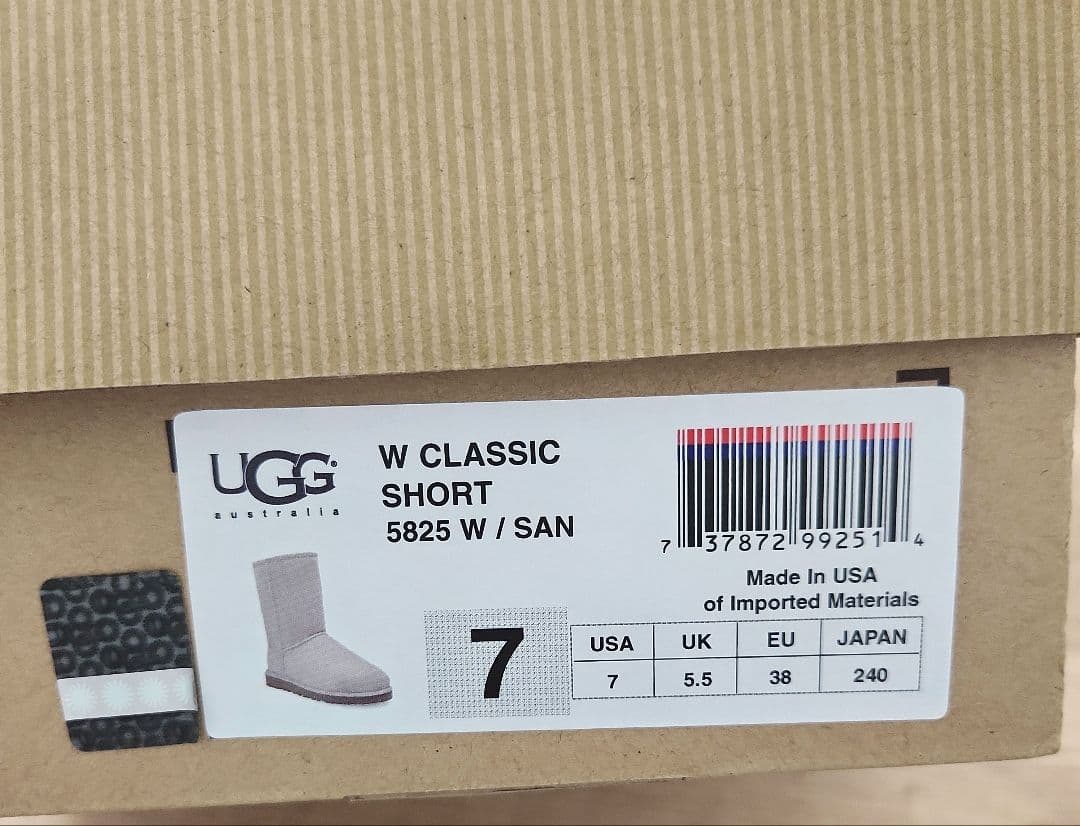 UGG®
australia
W CLASSIC
SHORT
5825 W / SAN
7 37872 99251 4
Made In USA
of Imported Materials
7
USA UK EU JAPAN
7 5.5 38 240